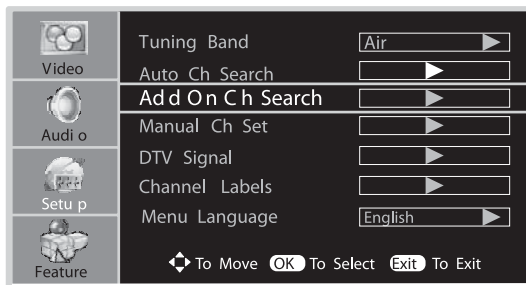 Video
Audio
Setup
Feature
Tuning Band Air
Auto Ch Search
Add On Ch Search
Manual Ch Set
DTV Signal
Channel Labels
Menu Language English
To Move OK To Select Exit To Exit